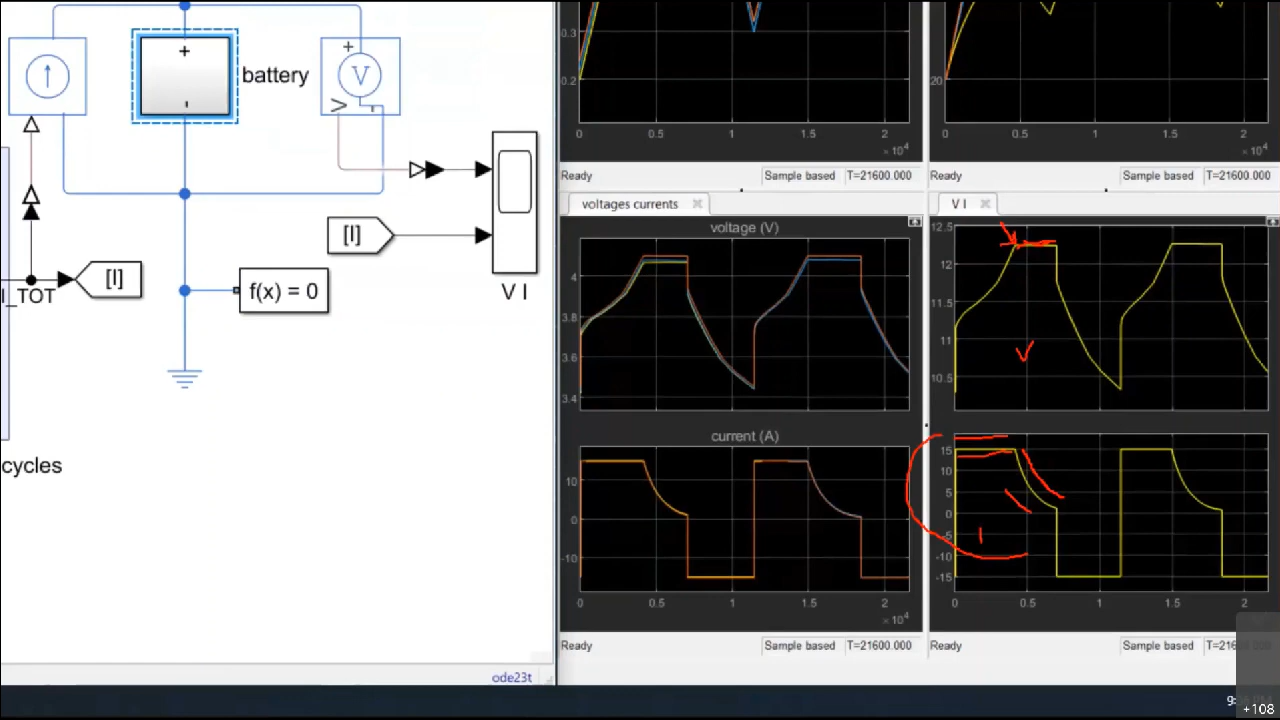 battery
+
-
V
+
-
V
[I]
[I]
I_TOT
f(x) = 0
V I
cycles
ode23t
0.3
0.2
0 0.5 1 1.5 2
× 10⁴
20
0 0.5 1 1.5 2
× 10⁴
Ready Sample based T=21600.000
Ready Sample based T=21600.000
voltages currents
V I
voltage (V)
4
3.8
3.6
3.4
current (A)
10
0
-10
0 0.5 1 1.5 2
× 10⁴
12.5
12
11.5
11
10.5
V
15
10
5
0
-5
-10
-15
I
0 0.5 1 1.5 2
Ready Sample based T=21600.000
Ready Sample based
+108